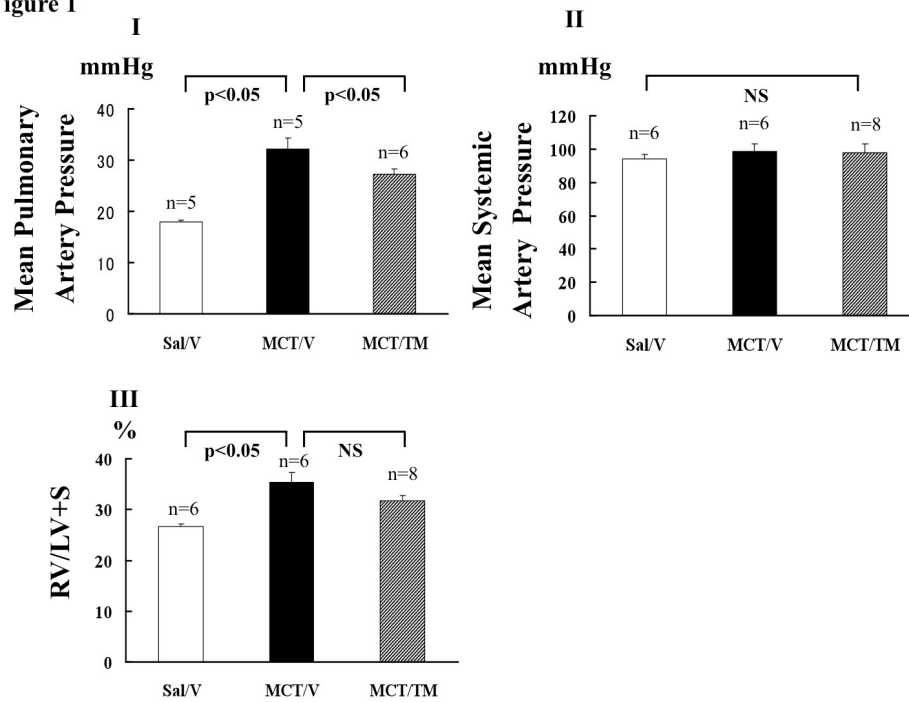 igure 1
I
mmHg
p<0.05 p<0.05
Mean Pulmonary
Artery Pressure
40
30
20
10
0
n=5
n=5
n=6
Sal/V MCT/V MCT/TM
II
mmHg
NS
Mean Systemic
Artery Pressure
120
100
80
60
40
20
0
n=6
n=6
n=8
Sal/V MCT/V MCT/TM
III
%
p<0.05 NS
RV/LV+S
40
30
20
10
0
n=6
n=6
n=8
Sal/V MCT/V MCT/TM